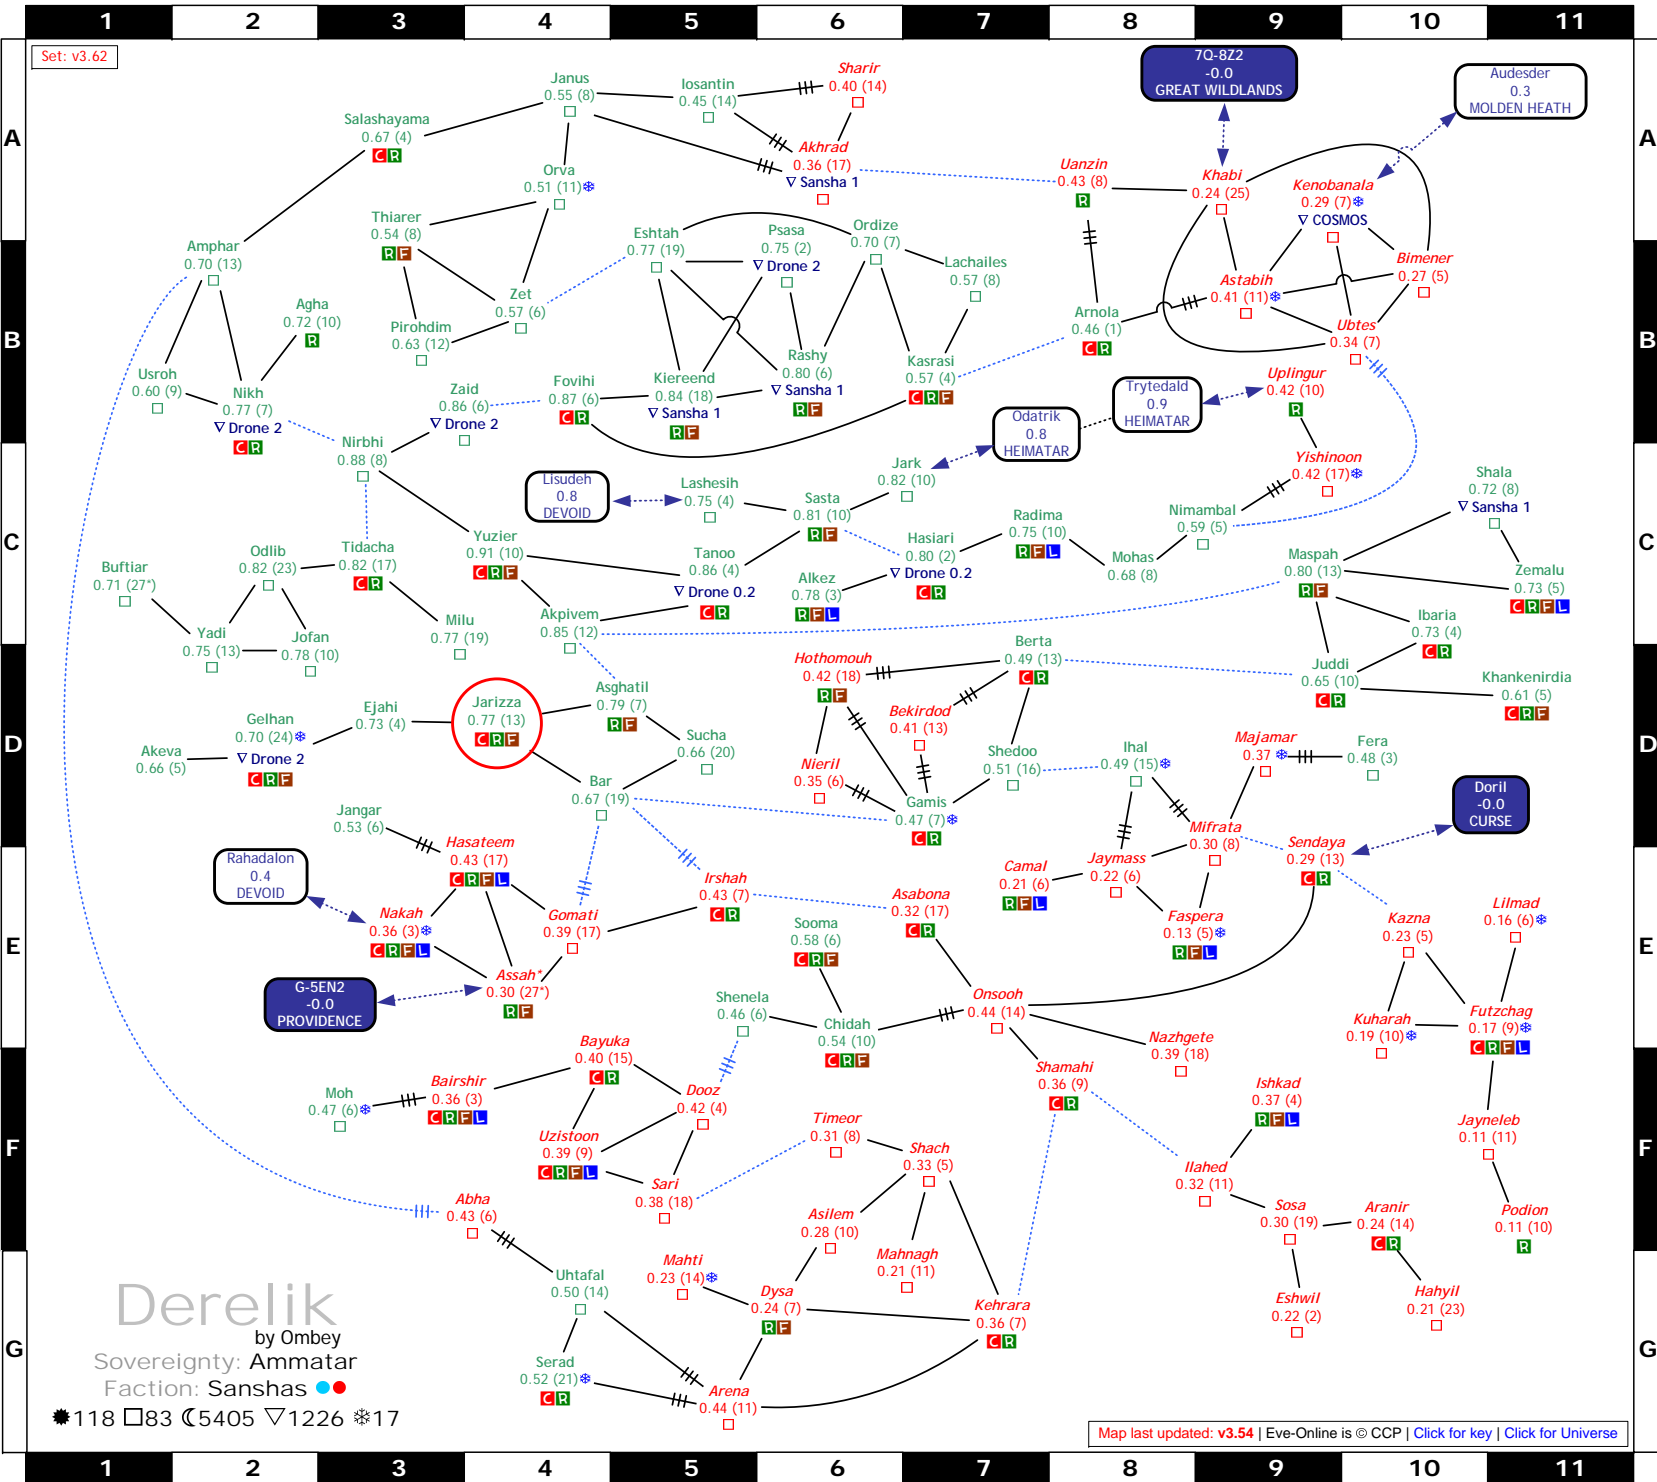 1 2 3 4 5 6 7 8 9 10 11
Set: v3.62
A
A
Janus
0.55 (8)
Iosantin
0.45 (14)
Sharir
0.40 (14)
7Q-8Z2
-0.0
GREAT WILDLANDS
Audesder
0.3
MOLDEN HEATH
Salashayama
0.67 (4)
C R
Akhrad
0.36 (17)
▽ Sansha 1
Orva
0.51 (11)❄
Uanzin
0.43 (8)
R
Khabi
0.24 (25)
Kenobanala
0.29 (7)❄
▽ COSMOS
Thiarer
0.54 (8)
R F
B
B
Amphar
0.70 (13)
Eshtah
0.77 (19)
Psasa
0.75 (2)
▽ Drone 2
Ordize
0.70 (7)
Lachailes
0.57 (8)
Bimener
0.27 (5)
Astabih
0.41 (11)❄
Agha
0.72 (10)
R
Zet
0.57 (6)
Pirohdim
0.63 (12)
Arnola
0.46 (1)
C R
Ubtes
0.34 (7)
Usroh
0.60 (9)
Nikh
0.77 (7)
▽ Drone 2
C R
Zaid
0.86 (6)
▽ Drone 2
Fovihi
0.87 (6)
C R
Kiereend
0.84 (18)
▽ Sansha 1
R F
Rashy
0.80 (6)
▽ Sansha 1
R F
Kasrasi
0.57 (4)
C R F
Uplingur
0.42 (10)
R
Trytedald
0.9
HEIMATAR
Odatrik
0.8
HEIMATAR
C
C
Nirbhi
0.88 (8)
Lisudeh
0.8
DEVOID
Lashesih
0.75 (4)
Jark
0.82 (10)
Sasta
0.81 (10)
R F
Yishinoon
0.42 (17)❄
Shala
0.72 (8)
▽ Sansha 1
Nimambal
0.59 (5)
Radima
0.75 (10)
R F L
Hasiari
0.80 (2)
▽ Drone 0.2
C R
Mohas
0.68 (8)
Yuzier
0.91 (10)
C R F
Tanoo
0.86 (4)
▽ Drone 0.2
C R
Alkez
0.78 (3)
R F L
Maspah
0.80 (13)
R F
Zemalu
0.73 (5)
C R F L
Buftiar
0.71 (27*)
Odlib
0.82 (23)
Tidacha
0.82 (17)
C R
Yadi
0.75 (13)
Jofan
0.78 (10)
Milu
0.77 (19)
Akpivem
0.85 (12)
Ibaria
0.73 (4)
C R
D
D
Hothomouh
0.42 (18)
R F
Berta
0.49 (13)
C R
Juddi
0.65 (10)
C R
Khankenirdia
0.61 (5)
C R F
Jarizza
0.77 (13)
C R F
Asghatil
0.79 (7)
R F
Ejahi
0.73 (4)
Gelhan
0.70 (24)❄
▽ Drone 2
C R F
Akeva
0.66 (5)
Bekirdod
0.41 (13)
Sucha
0.66 (20)
Shedoo
0.51 (16)
Ihal
0.49 (15)❄
Majamar
0.37 ❄
Fera
0.48 (3)
Nieril
0.35 (6)
Bar
0.67 (19)
Gamis
0.47 (7)❄
C R
Doril
-0.0
CURSE
Jangar
0.53 (6)
Hasateem
0.43 (17)
C R F L
Mifrata
0.30 (8)
Sendaya
0.29 (13)
C R
E
E
Rahadalon
0.4
DEVOID
Camal
0.21 (6)
R F L
Jaymass
0.22 (6)
Irshah
0.43 (7)
C R
Asabona
0.32 (17)
C R
Nakah
0.36 (3)❄
C R F L
Gomati
0.39 (17)
Sooma
0.58 (6)
C R F
Faspera
0.13 (5)❄
R F L
Kazna
0.23 (5)
Lilmad
0.16 (6)❄
G-5EN2
-0.0
PROVIDENCE
Assah*
0.30 (27*)
R F
Shenela
0.46 (6)
Onsooh
0.44 (14)
Chidah
0.54 (10)
C R F
Kuharah
0.19 (10)❄
Futzchag
0.17 (9)❄
C R F L
Nazhgete
0.39 (18)
F
F
Bayuka
0.40 (15)
C R
Bairshir
0.36 (3)
C R F L
Moh
0.47 (6)❄
Dooz
0.42 (4)
Shamahi
0.36 (9)
C R
Ishkad
0.37 (4)
R F L
Uzistoon
0.39 (9)
C R F L
Timeor
0.31 (8)
Jayneleb
0.11 (11)
Shach
0.33 (5)
Sari
0.38 (18)
Ilahed
0.32 (11)
Abha
0.43 (6)
Asilem
0.28 (10)
Sosa
0.30 (19)
Aranir
0.24 (14)
C R
Podion
0.11 (10)
R
G
G
Mahti
0.23 (14)❄
Mahnagh
0.21 (11)
Uhtafal
0.50 (14)
Dysa
0.24 (7)
R F
Kehrara
0.36 (7)
C R
Eshwil
0.22 (2)
Hahyil
0.21 (23)
Serad
0.52 (21)❄
C R
Arena
0.44 (11)
Derelik
by Ombey
Sovereignty: Ammatar
Faction: Sanshas
✹118 □83 ☾5405 ▽1226 ❄17
Map last updated: v3.54 | Eve-Online is © CCP | Click for key | Click for Universe
1 2 3 4 5 6 7 8 9 10 11